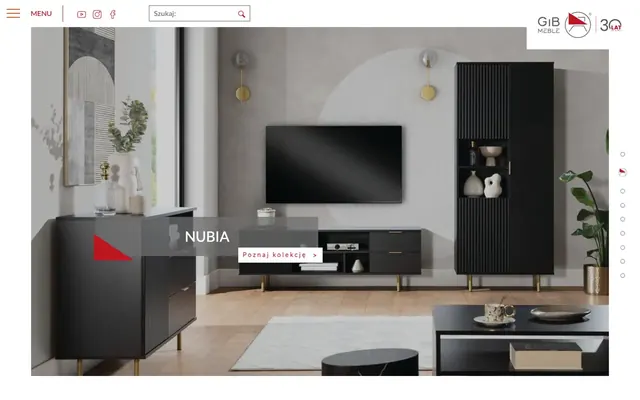 MENU
Szukaj:
GiB
MEBLE
30 LAT
NUBIA
Poznaj kolekcję >